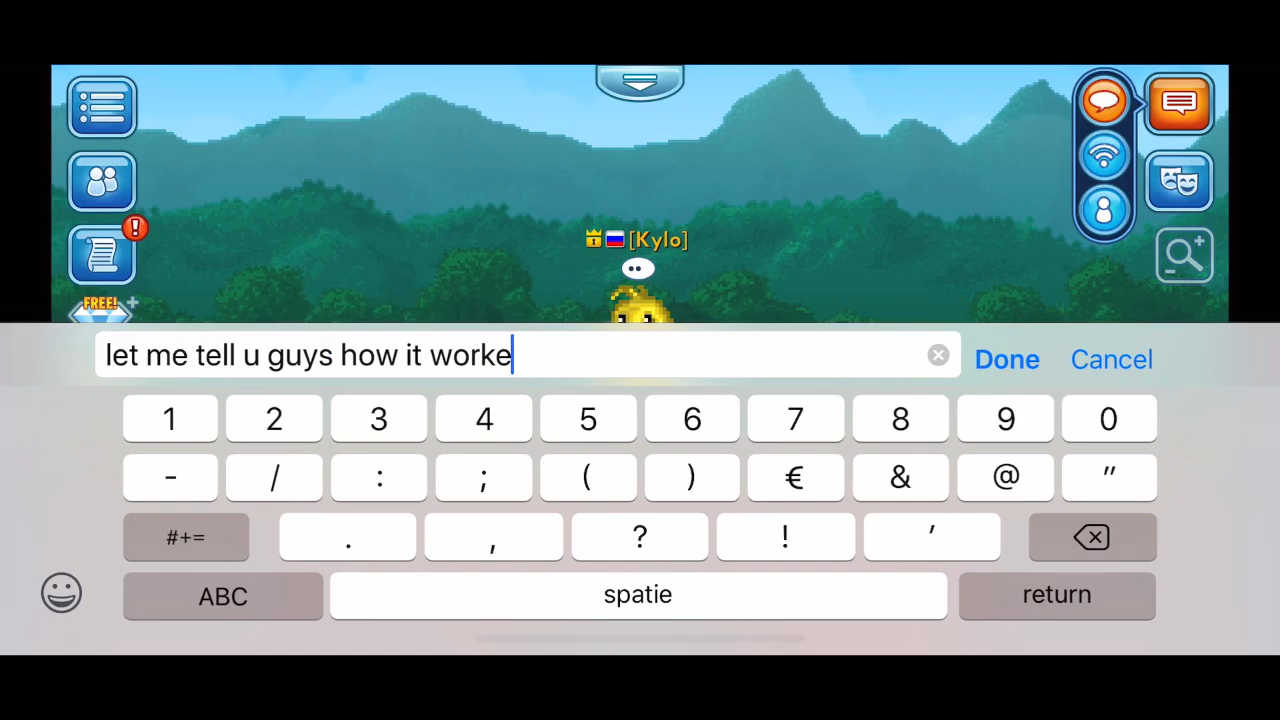 [Kylo]
FREE!
let me tell u guys how it worke
Done
Cancel
1 2 3 4 5 6 7 8 9 0
- / : ; ( ) € & @ "
#+= . , ? ! '
ABC spatie return